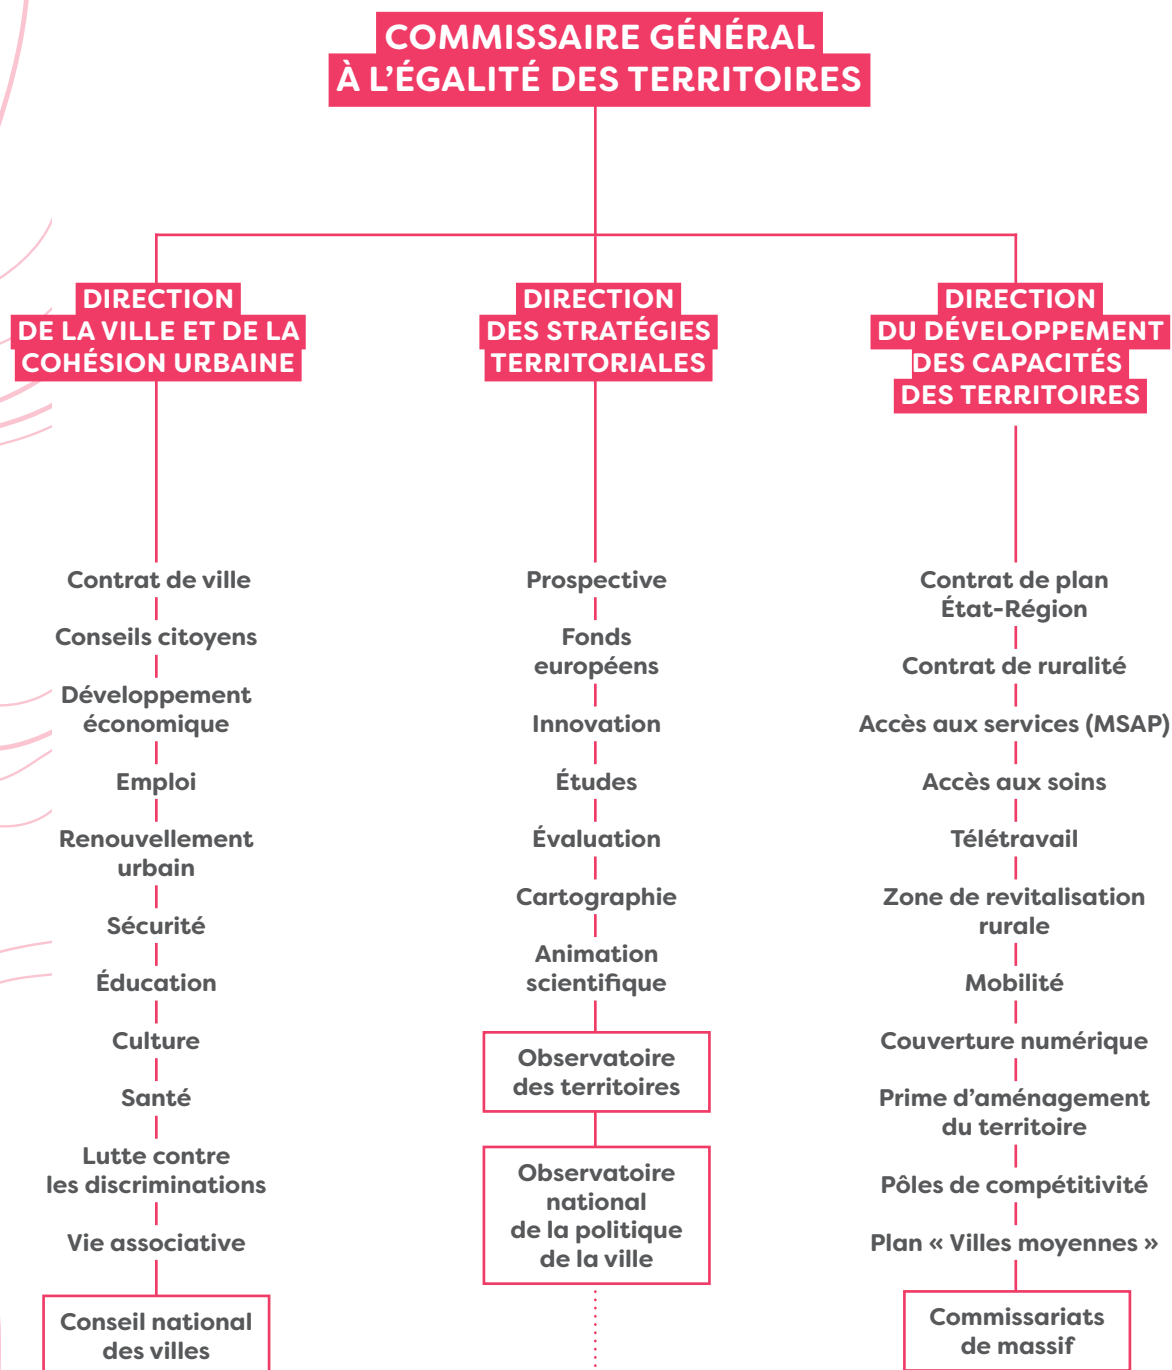 COMMISSAIRE GÉNÉRAL
À L'ÉGALITÉ DES TERRITOIRES
DIRECTION
DE LA VILLE ET DE LA
COHÉSION URBAINE
Contrat de ville
Conseils citoyens
Développement
économique
Emploi
Renouvellement
urbain
Sécurité
Éducation
Culture
Santé
Lutte contre
les discriminations
Vie associative
Conseil national
des villes
DIRECTION
DES STRATÉGIES
TERRITORIALES
Prospective
Fonds
européens
Innovation
Études
Évaluation
Cartographie
Animation
scientifique
Observatoire
des territoires
Observatoire
national
de la politique
de la ville
DIRECTION
DU DÉVELOPPEMENT
DES CAPACITÉS
DES TERRITOIRES
Contrat de plan
État-Région
Contrat de ruralité
Accès aux services (MSAP)
Accès aux soins
Télétravail
Zone de revitalisation
rurale
Mobilité
Couverture numérique
Prime d'aménagement
du territoire
Pôles de compétitivité
Plan « Villes moyennes »
Commissariats
de massif